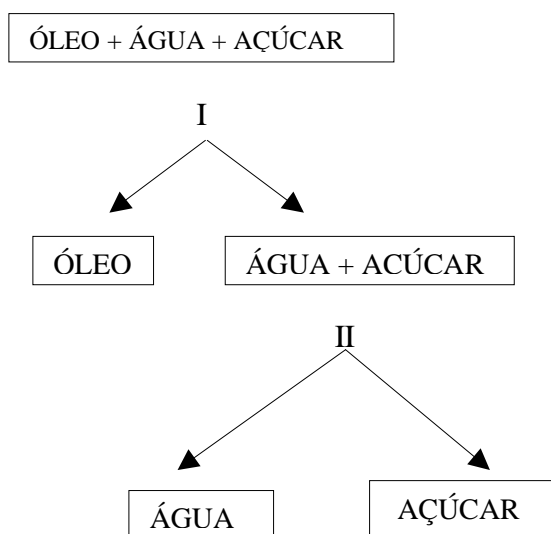 ÓLEO + ÁGUA + AÇÚCAR
I
ÓLEO
ÁGUA + ACÚCAR
II
ÁGUA
AÇÚCAR